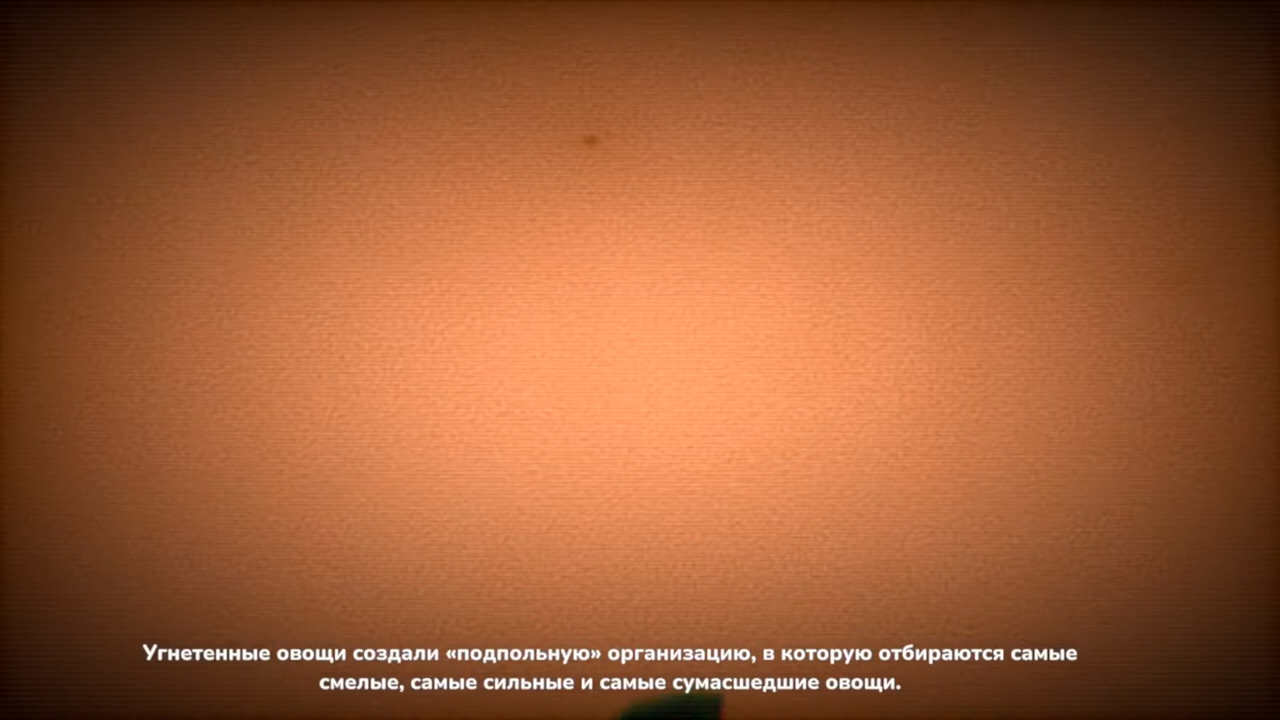 Угнетенные овощи создали «подпольную» организацию, в которую отбираются самые
смелые, самые сильные и самые сумасшедшие овощи.